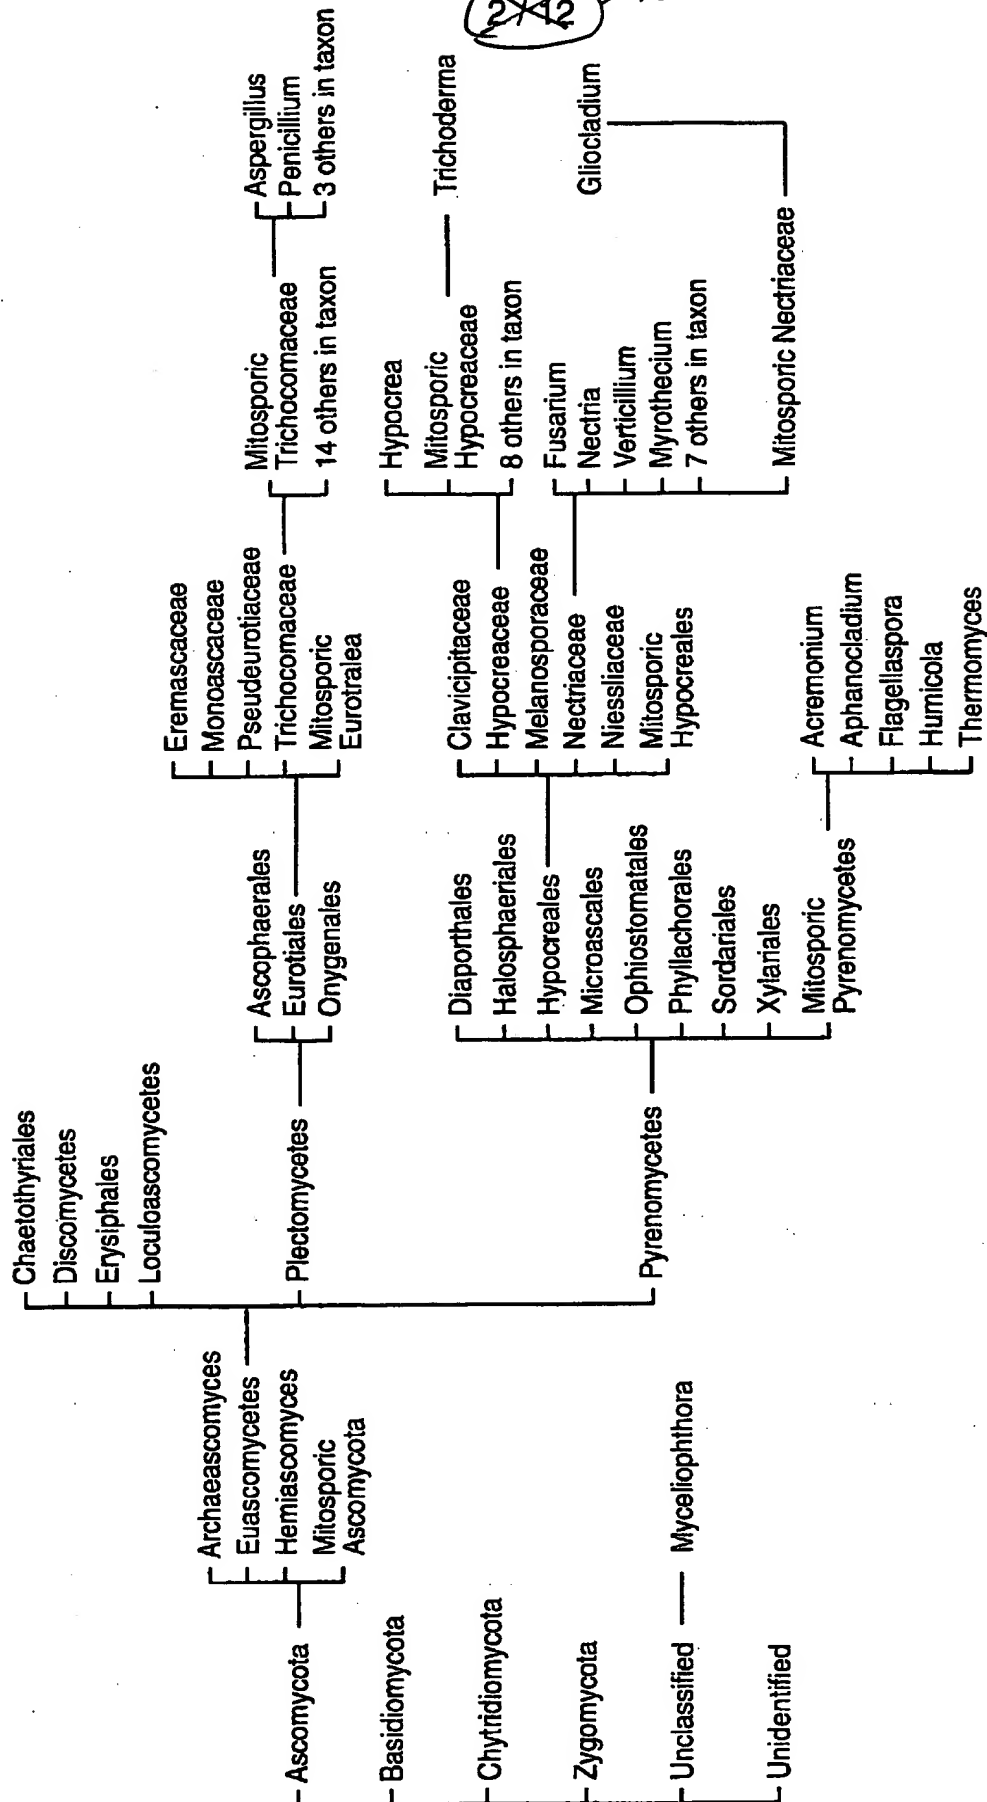 Ascomycota
Basidiomycota
Chytridiomycota
Zygomycota
Unclassified
Unidentified
Myceliophthora
Archaeascomyces
Euascomycetes
Hemiascomyces
Mitosporic
Ascomycota
Chaetothyriales
Discomycetes
Erysiphales
Loculoascomycetes
Plectomycetes
Pyrenomycetes
Ascophaerales
Eurotiales
Onygenales
Diaporthales
Halosphaeriales
Hypocreales
Microascales
Ophiostomatales
Phyllachorales
Sordariales
Xylariales
Mitosporic
Pyrenomycetes
Eremascaceae
Monoascaceae
Pseudeurotiaceae
Trichocomaceae
Mitosporic
Eurotralea
Clavicipitaceae
Hypocreaceae
Melanosporaceae
Nectriaceae
Niessliaceae
Mitosporic
Hypocreales
Acremonium
Aphanocladium
Flagellaspora
Humicola
Thermomyces
Mitosporic
Trichocomaceae
14 others in taxon
Hypocrea
Mitosporic
Hypocreaceae
8 others in taxon
Fusarium
Nectria
Verticillium
Myrothecium
7 others in taxon
Mitosporic Nectriaceae
Aspergillus
Penicillium
3 others in taxon
Trichoderma
Gliocladium